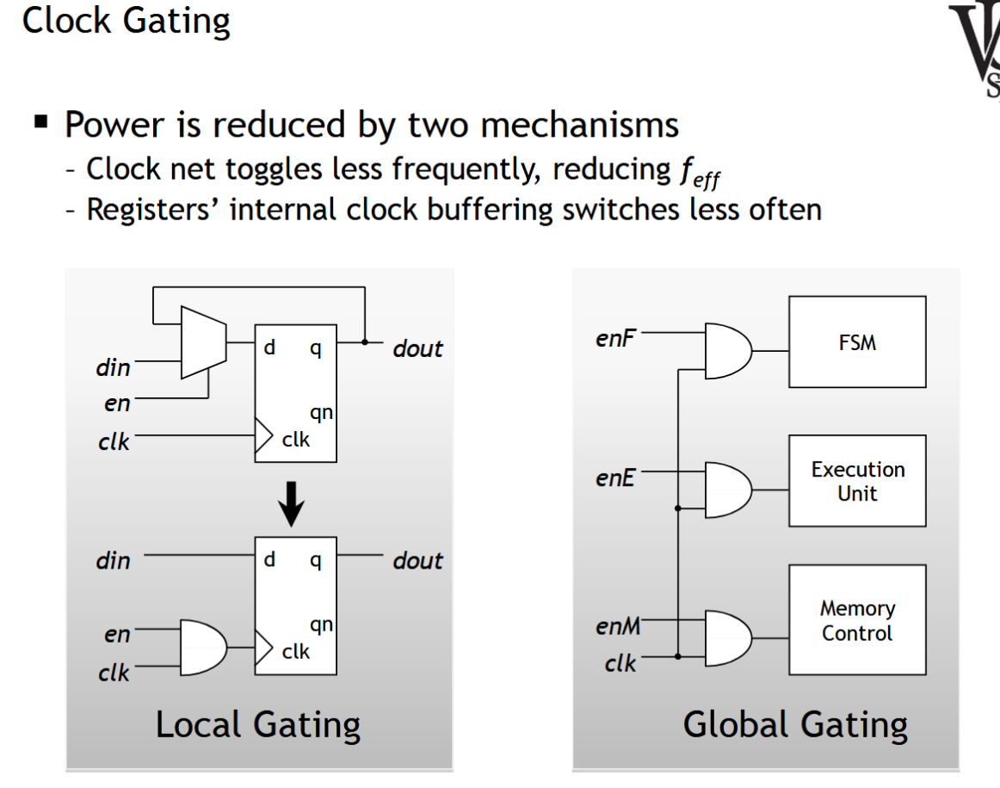 Clock Gating
▪ Power is reduced by two mechanisms
- Clock net toggles less frequently, reducing feff
- Registers’ internal clock buffering switches less often
din
en
clk
d q
qn
clk
dout
din
en
clk
d q
qn
clk
dout
Local Gating
enF
FSM
enE
Execution
Unit
enM
clk
Memory
Control
Global Gating